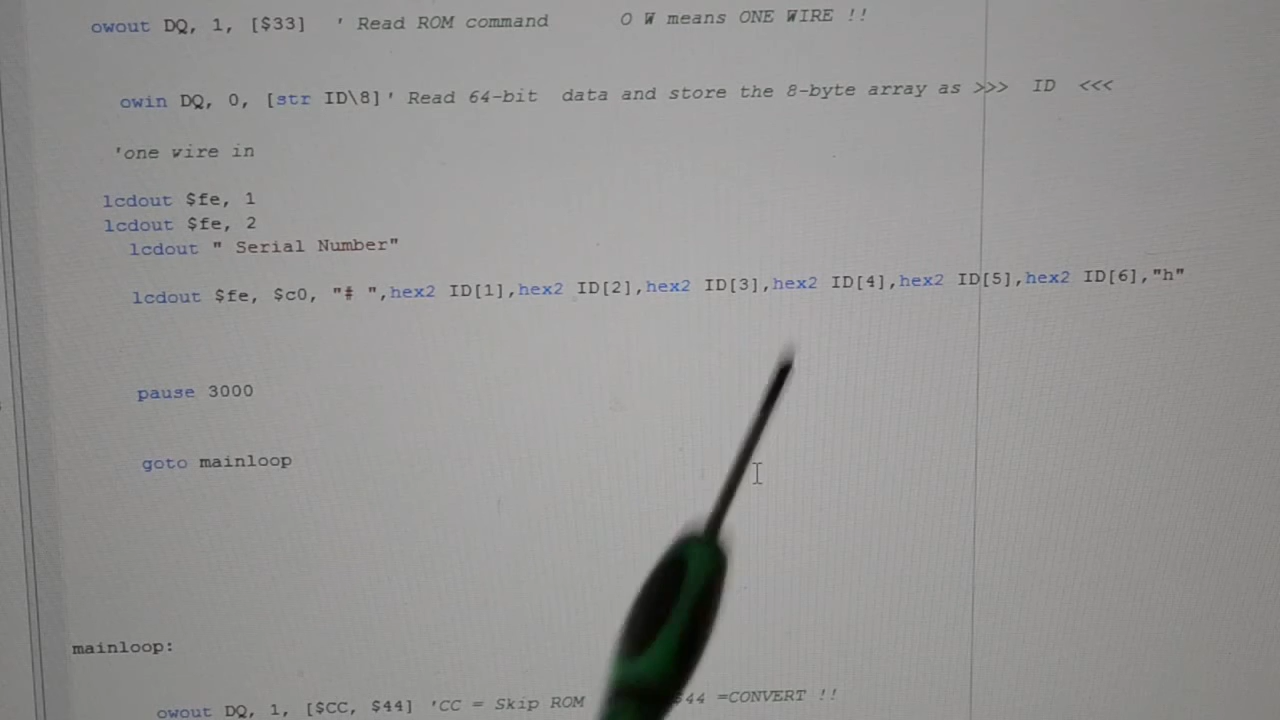 owout DQ, 1, [$33] ' Read ROM command O W means ONE WIRE !!
owin DQ, 0, [str ID\8]' Read 64-bit data and store the 8-byte array as >>> ID <<<
'one wire in
lcdout $fe, 1
lcdout $fe, 2
lcdout " Serial Number"
lcdout $fe, $c0, "# ",hex2 ID[1],hex2 ID[2],hex2 ID[3],hex2 ID[4],hex2 ID[5],hex2 ID[6],"h"
pause 3000
goto mainloop
mainloop:
owout DQ, 1, [$CC, $44] 'CC = Skip ROM $44 =CONVERT !!